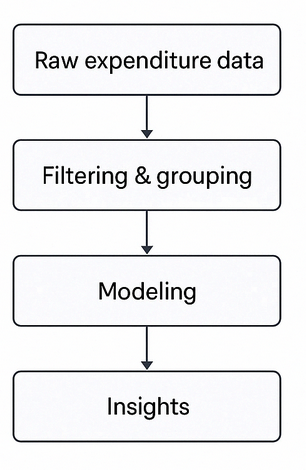 Raw expenditure data
Filtering & grouping
Modeling
Insights